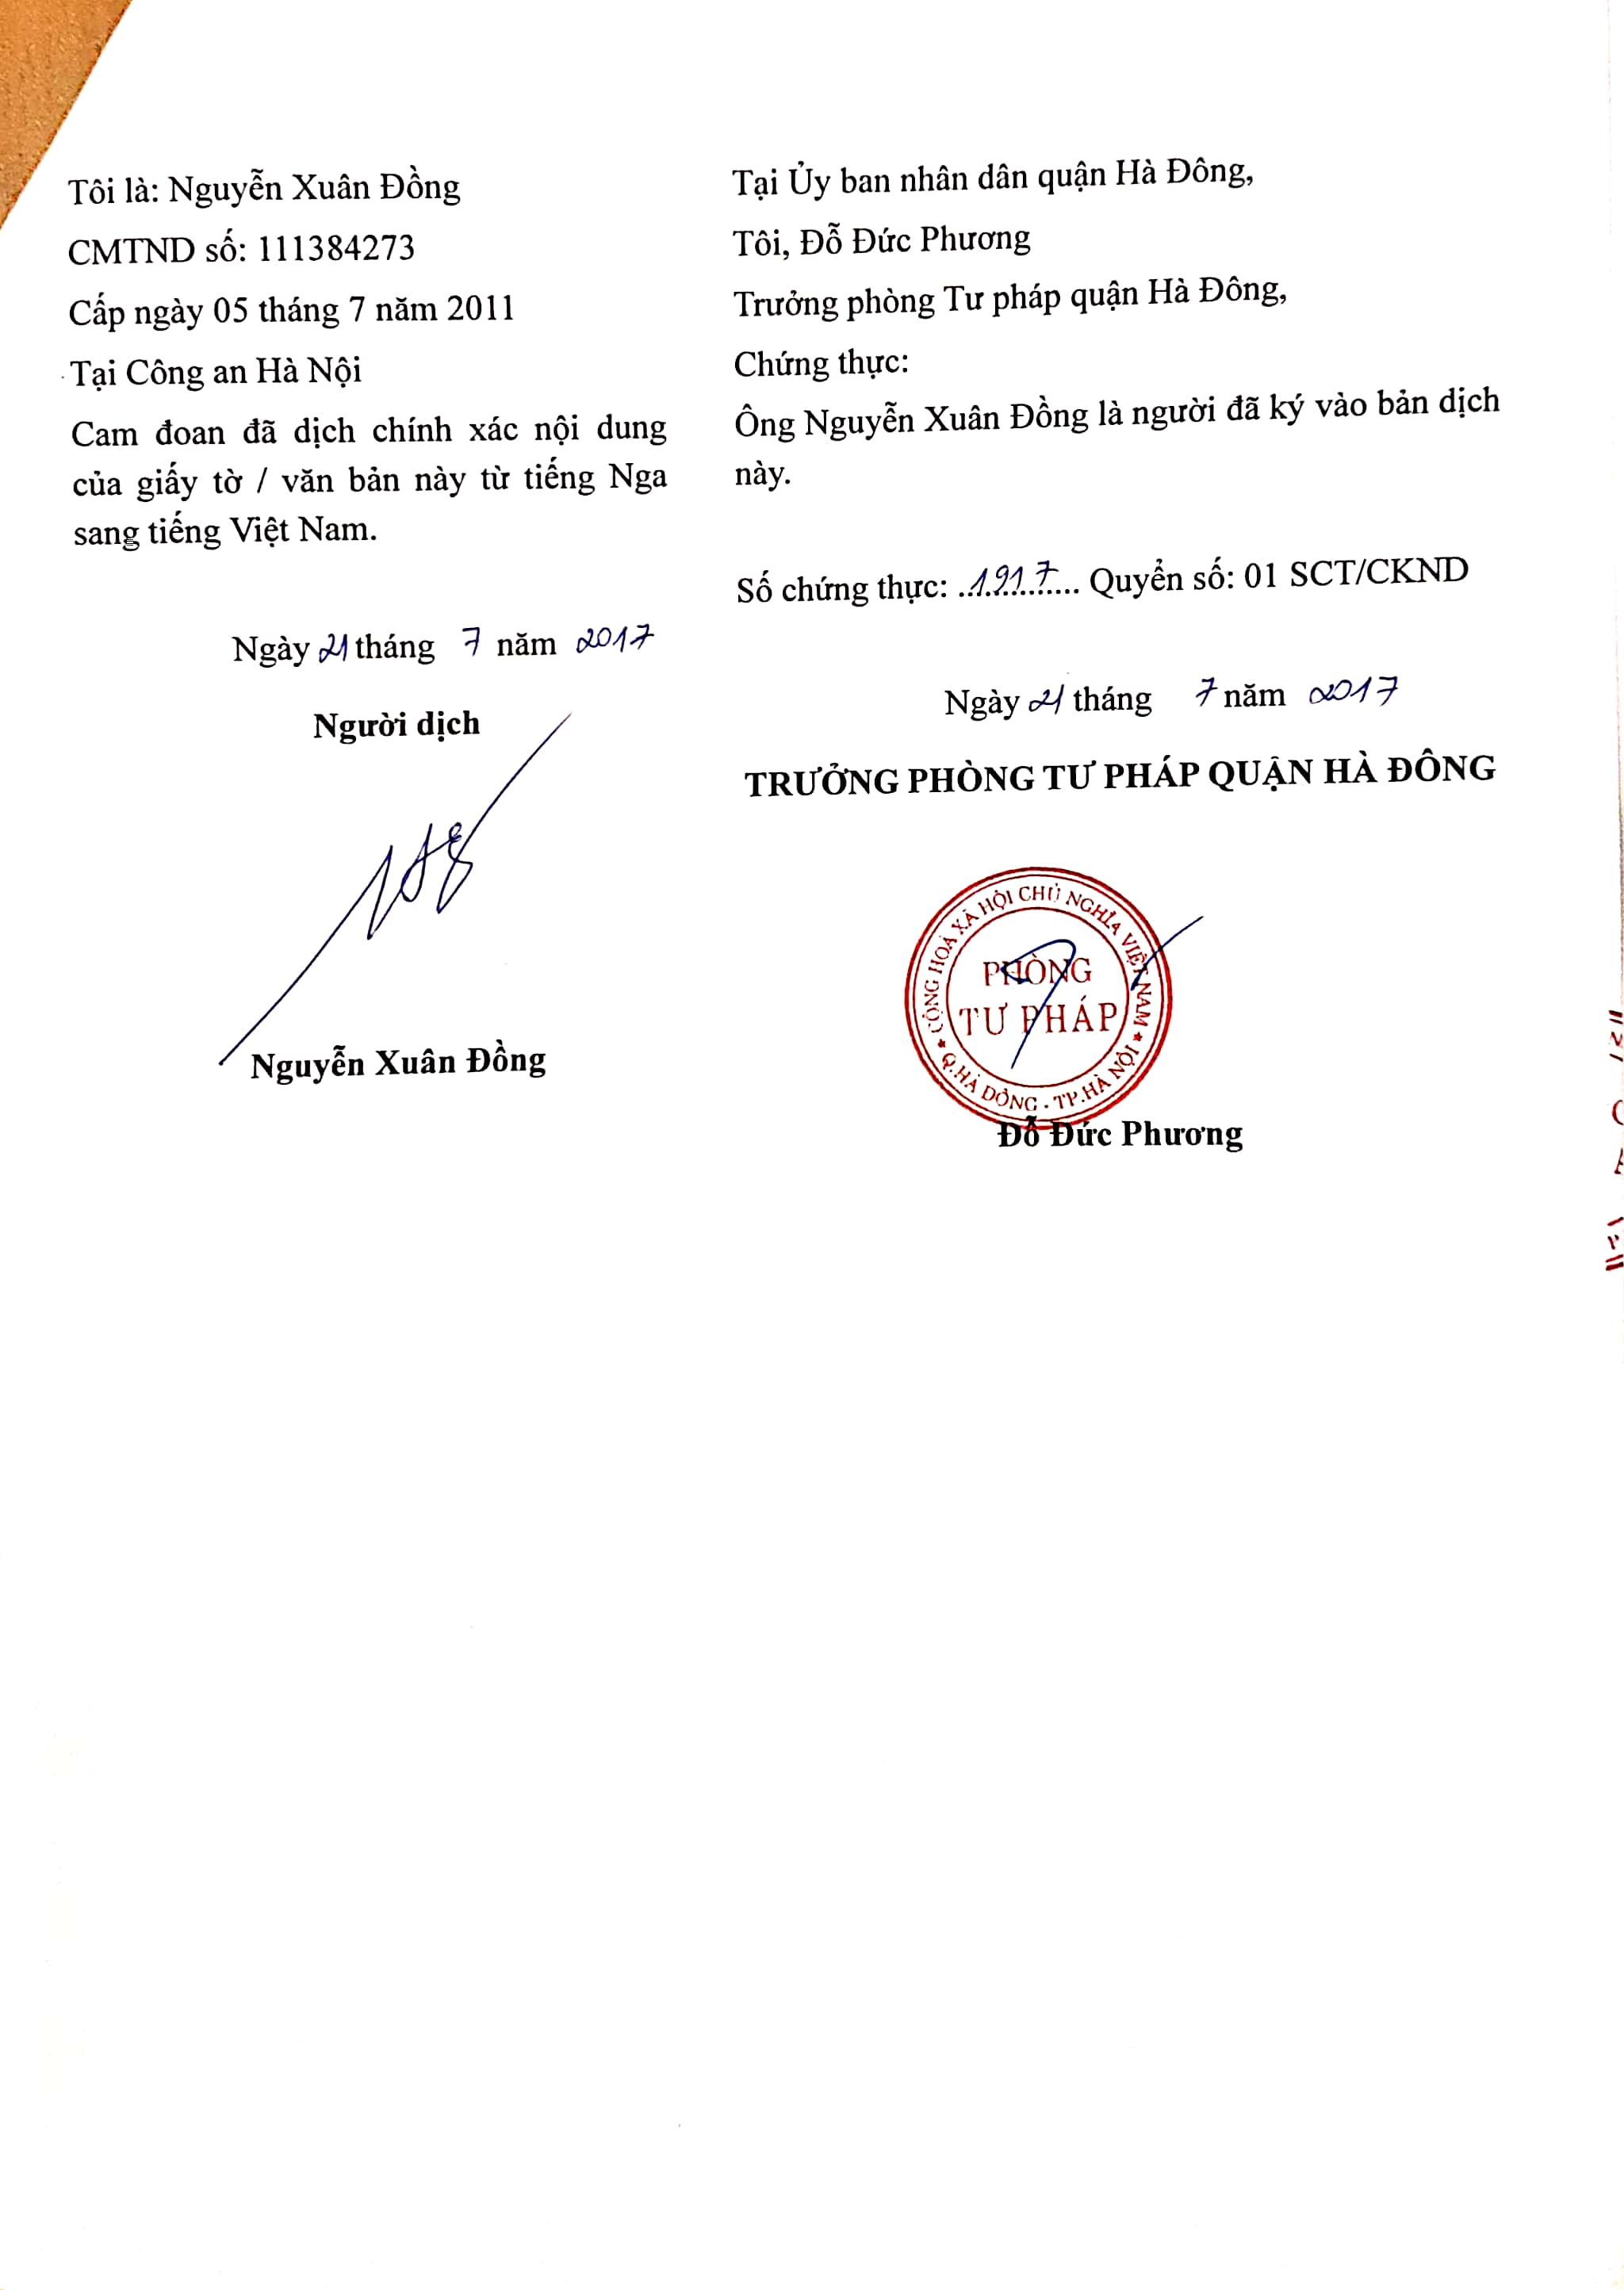 Tôi là: Nguyễn Xuân Đồng
CMTND số: 111384273
Cấp ngày 05 tháng 7 năm 2011
Tại Công an Hà Nội
Cam đoan đã dịch chính xác nội dung
của giấy tờ / văn bản này từ tiếng Nga
sang tiếng Việt Nam.
Ngày 21 tháng 7 năm 2017
Người dịch
Nguyễn Xuân Đồng
Tại Ủy ban nhân dân quận Hà Đông,
Tôi, Đỗ Đức Phương
Trưởng phòng Tư pháp quận Hà Đông,
Chứng thực:
Ông Nguyễn Xuân Đồng là người đã ký vào bản dịch
này.
Số chứng thực: ..1917.. Quyển số: 01 SCT/CKND
Ngày 21 tháng 7 năm 2017
TRƯỞNG PHÒNG TƯ PHÁP QUẬN HÀ ĐÔNG
CỘNG HOÀ XÃ HỘI CHỦ NGHĨA VIỆT NAM
PHÒNG
TƯ PHÁP
★ Q.HÀ ĐÔNG - TP.HÀ NỘI ★
Đỗ Đức Phương